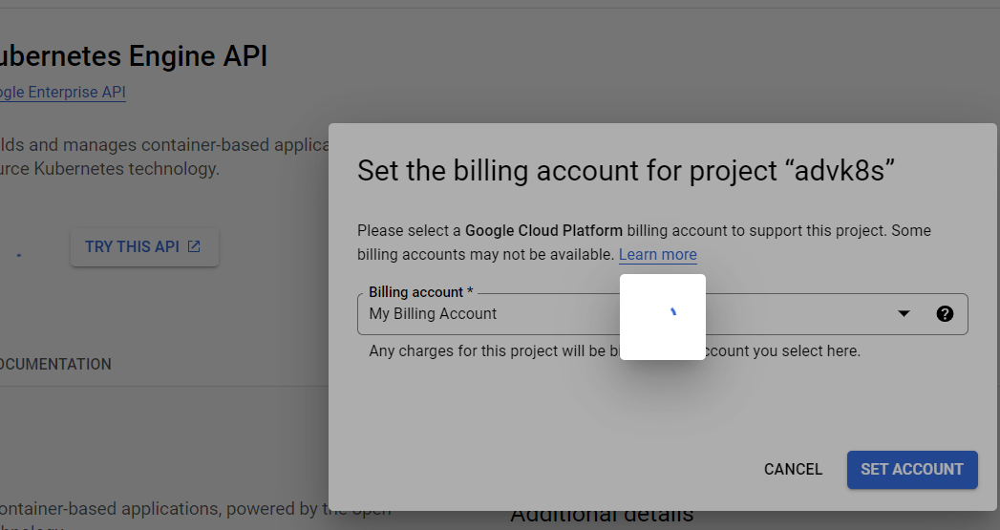 ubernetes Engine API
ogle Enterprise API
lds and manages container-based applica
urce Kubernetes technology.
TRY THIS API
OCUMENTATION
ontainer-based applications, powered by the open
Additional details
Set the billing account for project “advk8s”
Please select a Google Cloud Platform billing account to support this project. Some
billing accounts may not be available. Learn more
Billing account *
My Billing Account
Any charges for this project will be b ccount you select here.
CANCEL
SET ACCOUNT